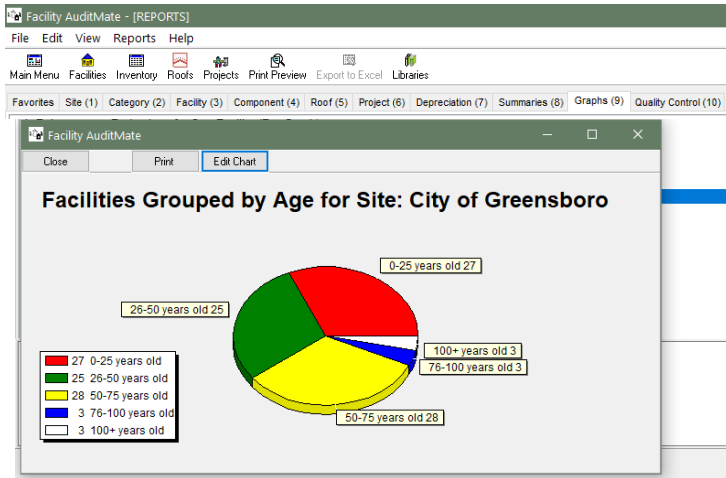 Facility AuditMate - [REPORTS]
File Edit View Reports Help
Main Menu Facilities Inventory Roofs Projects Print Preview Export to Excel Libraries
Favorites Site (1) Category (2) Facility (3) Component (4) Roof (5) Project (6) Depreciation (7) Summaries (8) Graphs (9) Quality Control (10)
Facility AuditMate
Close Print Edit Chart
Facilities Grouped by Age for Site: City of Greensboro
0-25 years old 27
26-50 years old 25
100+ years old 3
76-100 years old 3
50-75 years old 28
27 0-25 years old
25 26-50 years old
28 50-75 years old
3 76-100 years old
3 100+ years old